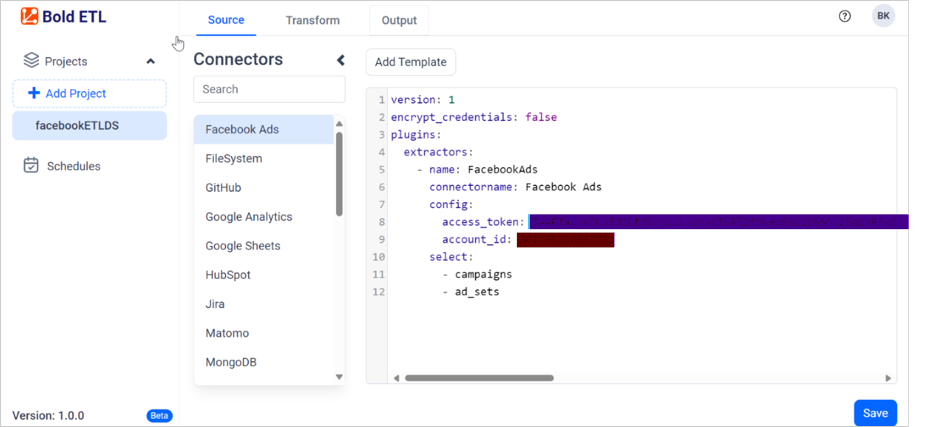 Bold ETL
Source
Transform
Output
BK
Projects
Add Project
facebookETLDS
Schedules
Version: 1.0.0
Beta
Connectors
Search
Facebook Ads
FileSystem
GitHub
Google Analytics
Google Sheets
HubSpot
Jira
Matomo
MongoDB
Add Template
1 version: 1
2 encrypt_credentials: false
3 plugins:
4 extractors:
5 - name: FacebookAds
6 connectorname: Facebook Ads
7 config:
8 access_token:
9 account_id:
10 select:
11 - campaigns
12 - ad_sets
Save